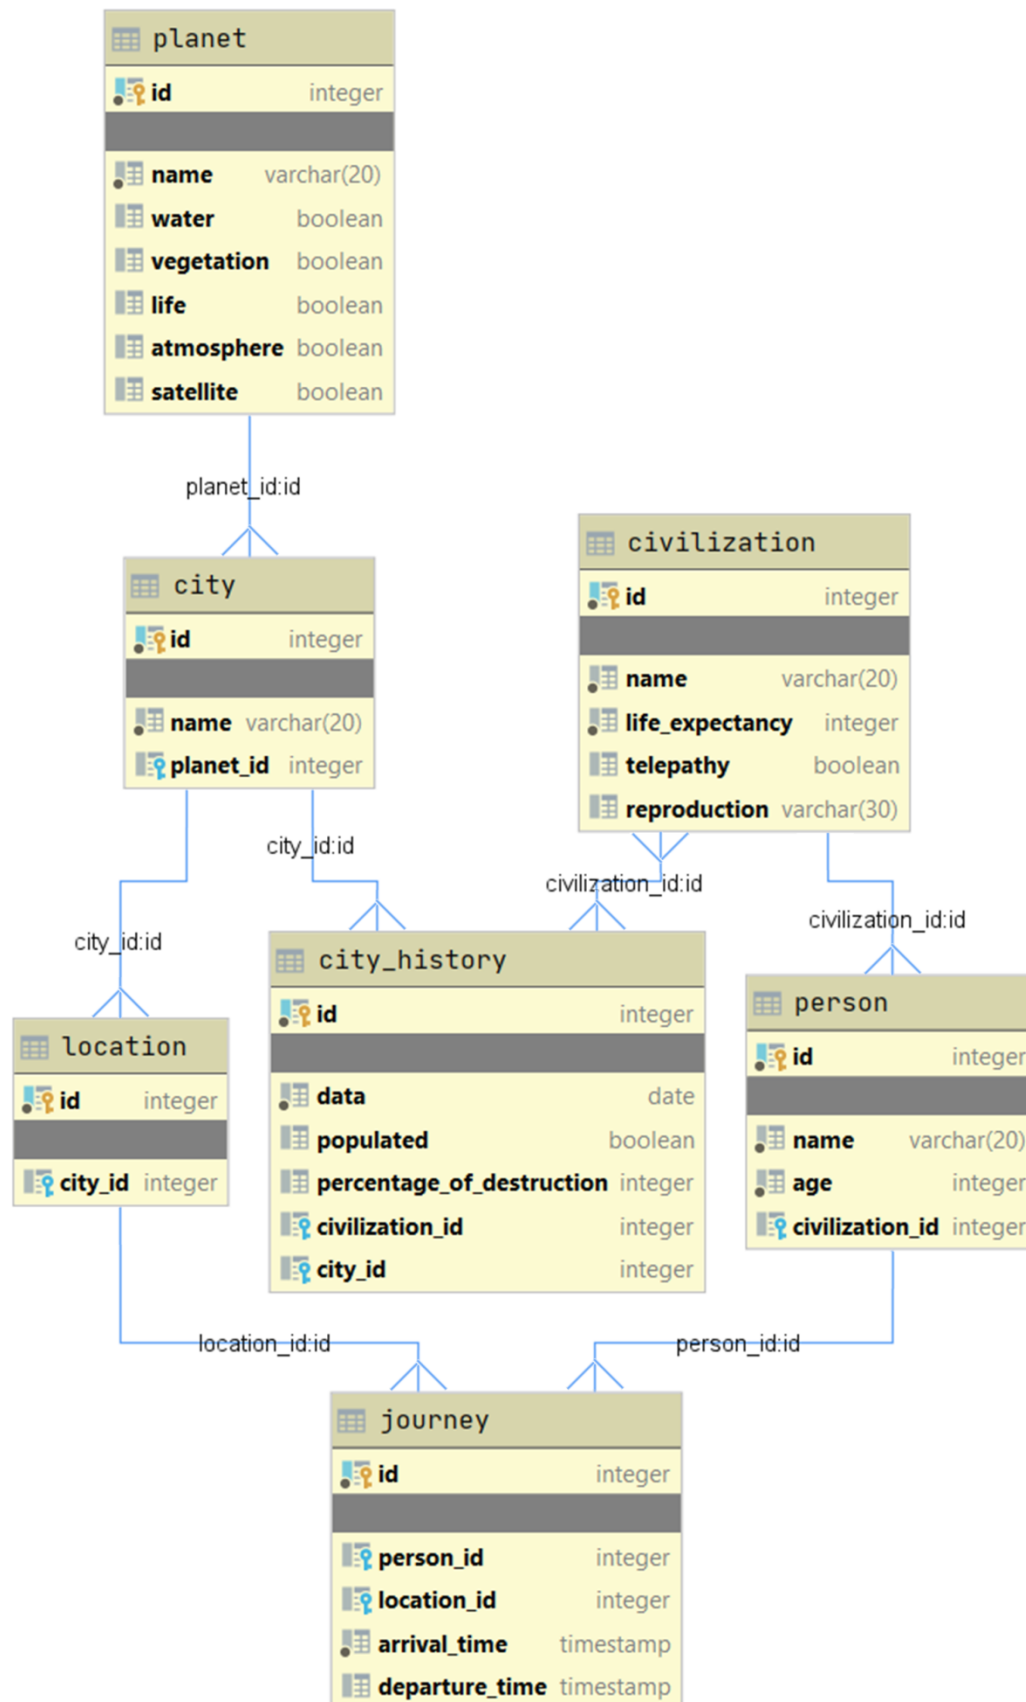 planet
id integer
name varchar(20)
water boolean
vegetation boolean
life boolean
atmosphere boolean
satellite boolean
planet_id:id
city
id integer
name varchar(20)
planet_id integer
civilization
id integer
name varchar(20)
life_expectancy integer
telepathy boolean
reproduction varchar(30)
city_id:id
civilization_id:id
civilization_id:id
city_id:id
location
id integer
city_id integer
city_history
id integer
data date
populated boolean
percentage_of_destruction integer
civilization_id integer
city_id integer
person
id integer
name varchar(20)
age integer
civilization_id integer
location_id:id
person_id:id
journey
id integer
person_id integer
location_id integer
arrival_time timestamp
departure_time timestamp